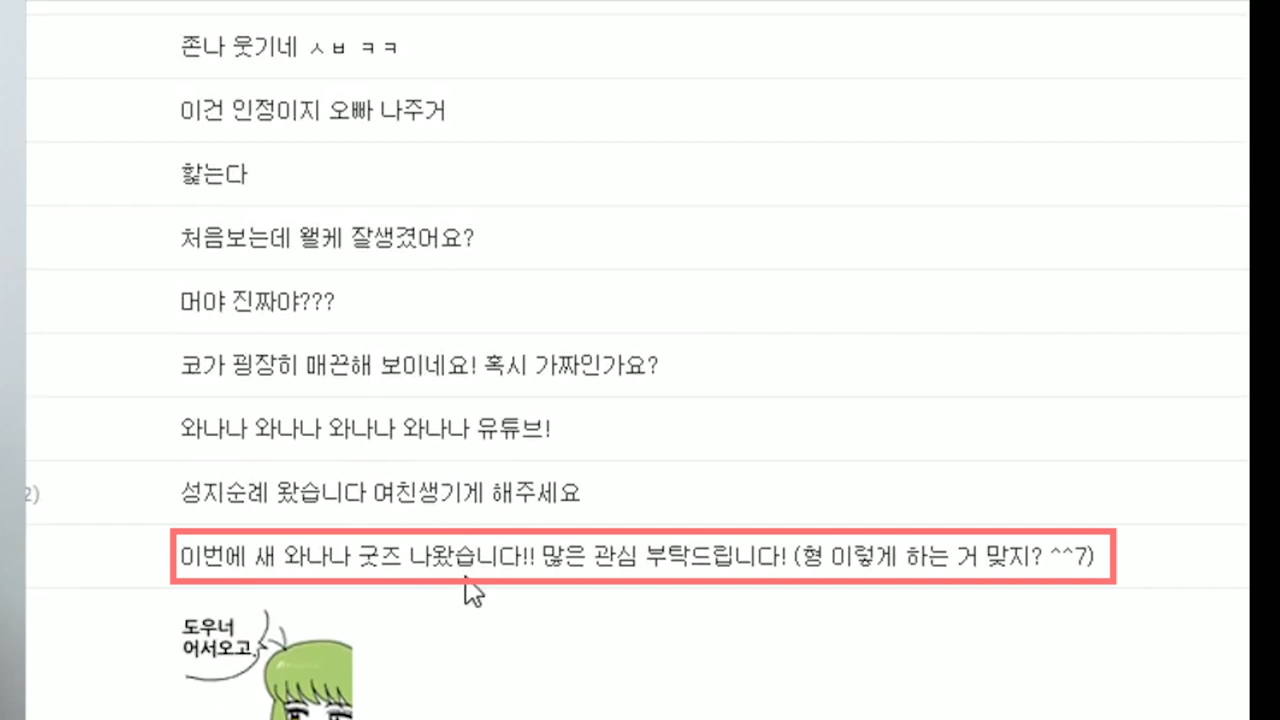 존나 웃기네 ㅅㅂ ㅋㅋ
이건 인정이지 오빠 나주거
핥는다
처음보는데 왤케 잘생겼어요?
머야 진짜야???
코가 굉장히 매끈해 보이네요! 혹시 가짜인가요?
와나나 와나나 와나나 와나나 유튜브!
2)
성지순례 왔습니다 여친생기게 해주세요
이번에 새 와나나 굿즈 나왔습니다!! 많은 관심 부탁드립니다! (형 이렇게 하는 거 맞지? ^^7)
도우너
어서오고.